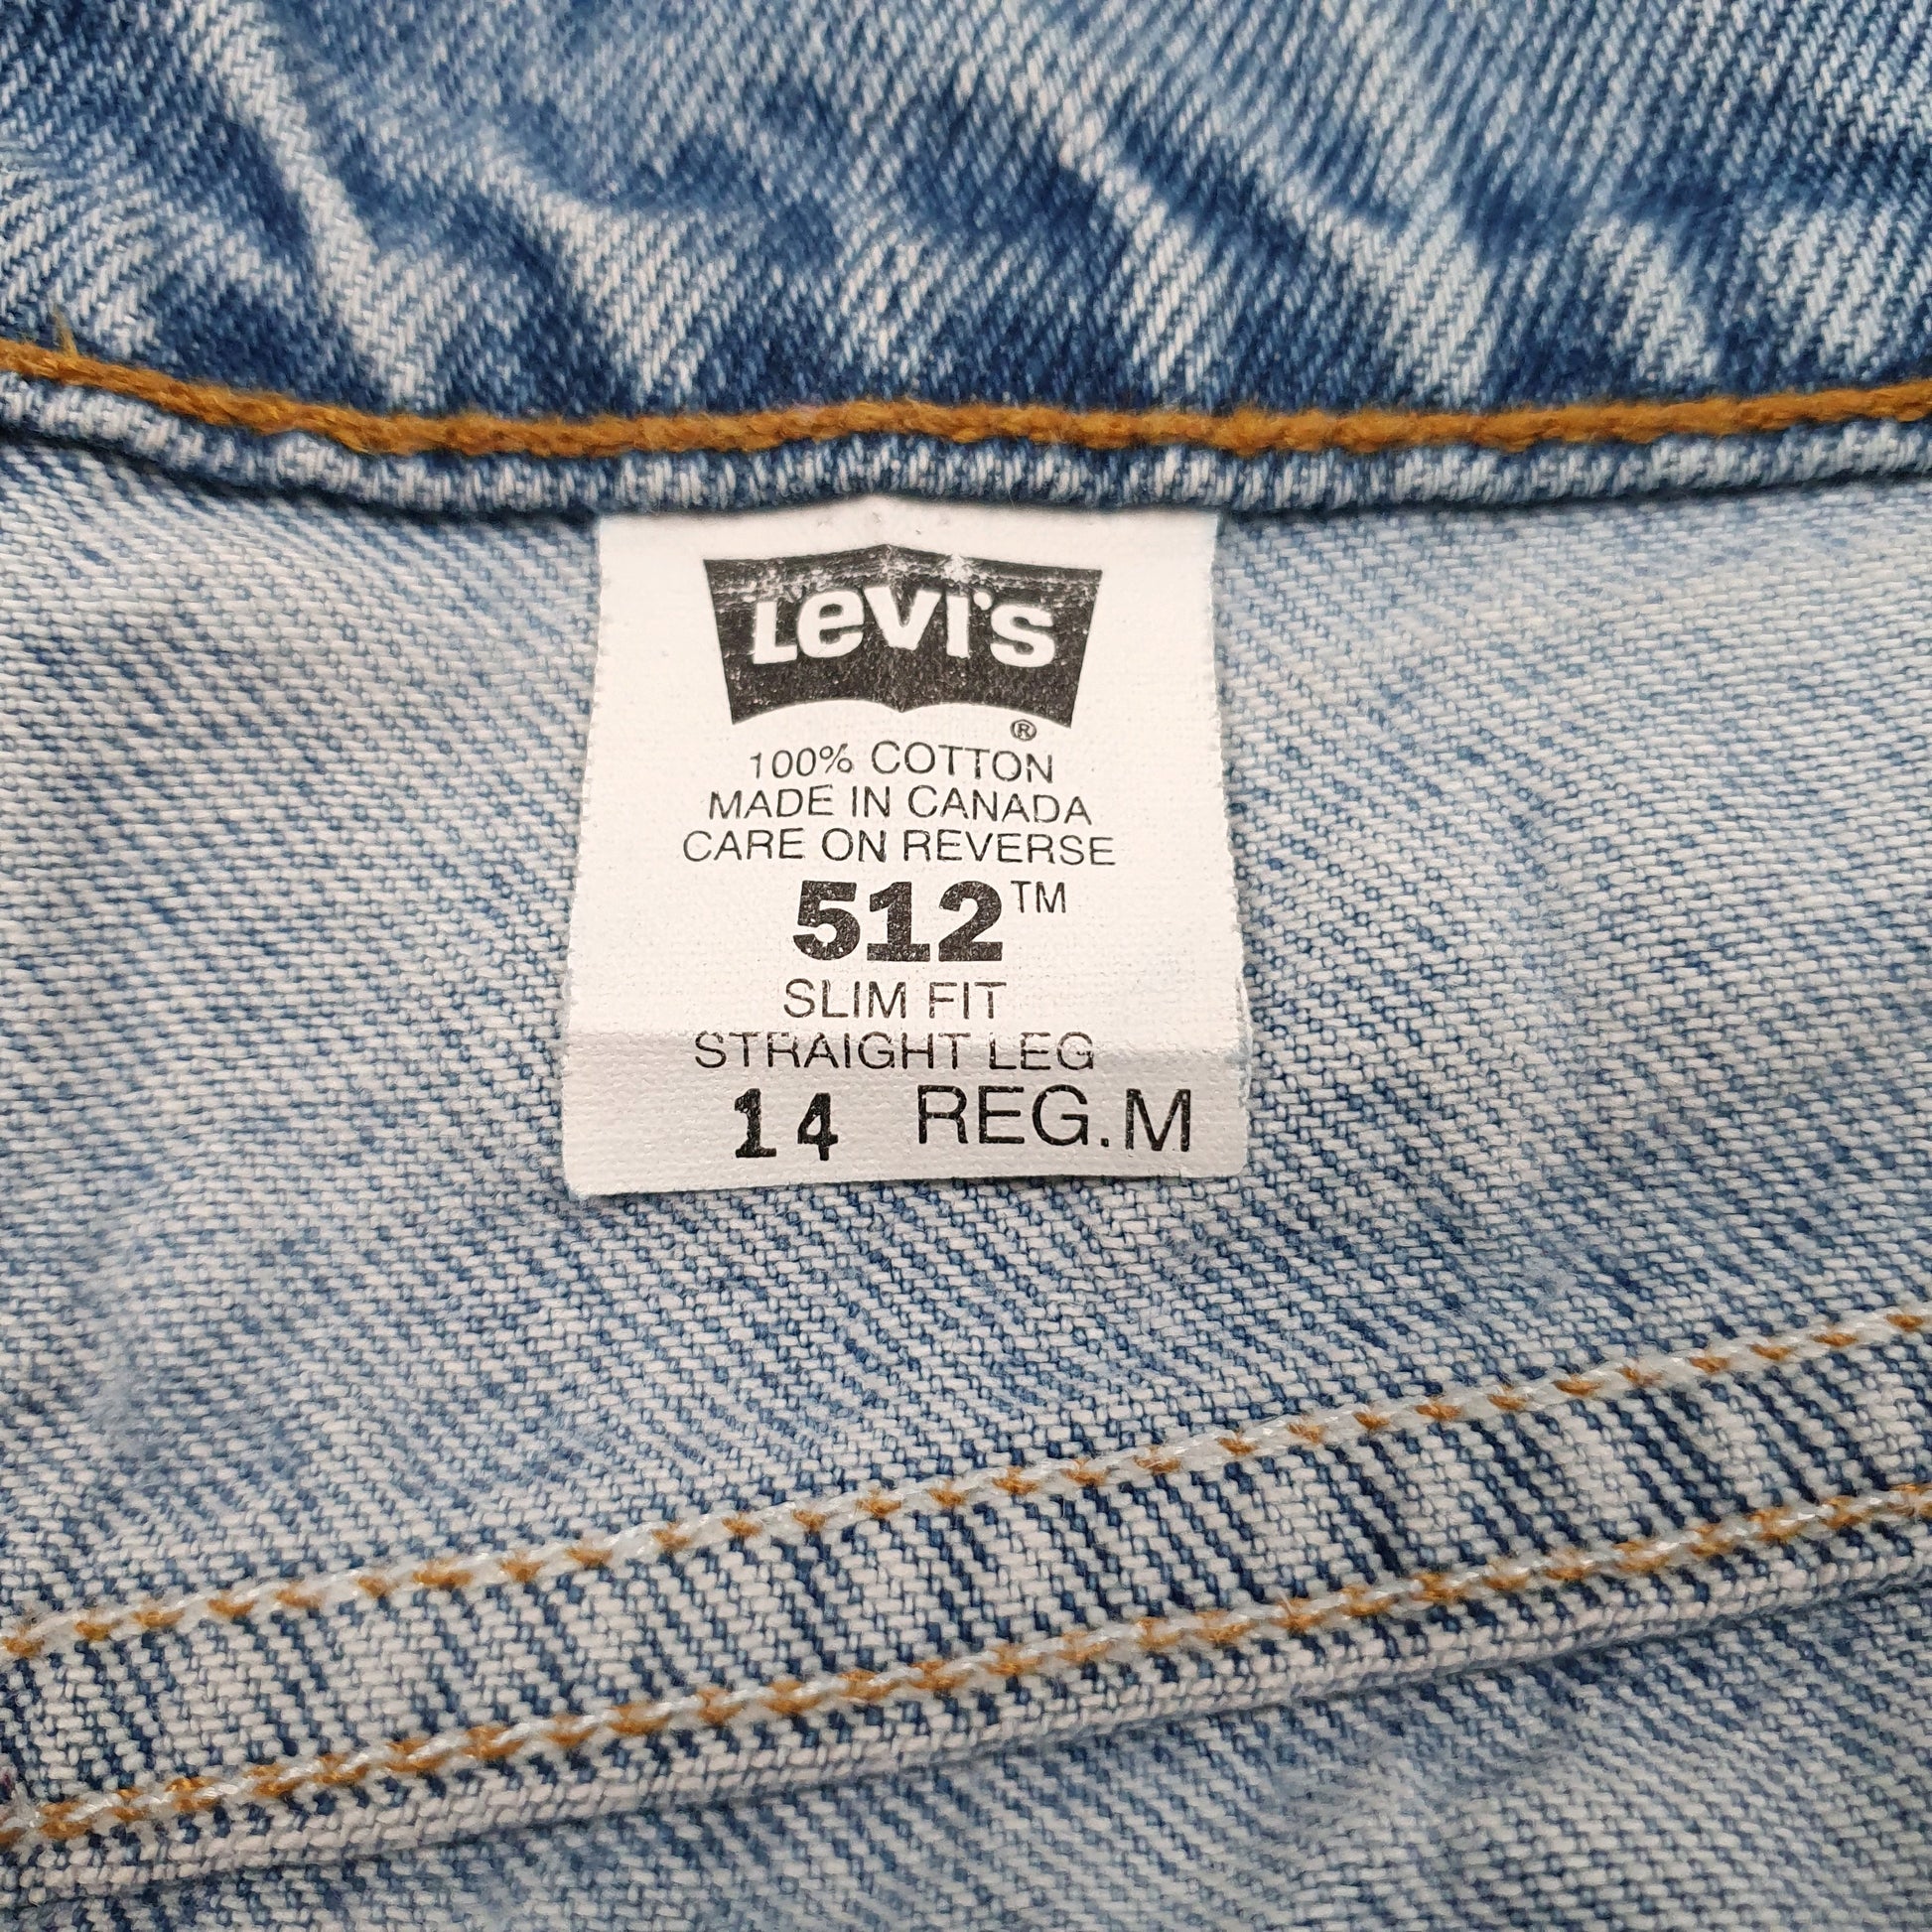 Levi's
®
100% COTTON
MADE IN CANADA
CARE ON REVERSE
512™
SLIM FIT
STRAIGHT LEG
14 REG.M